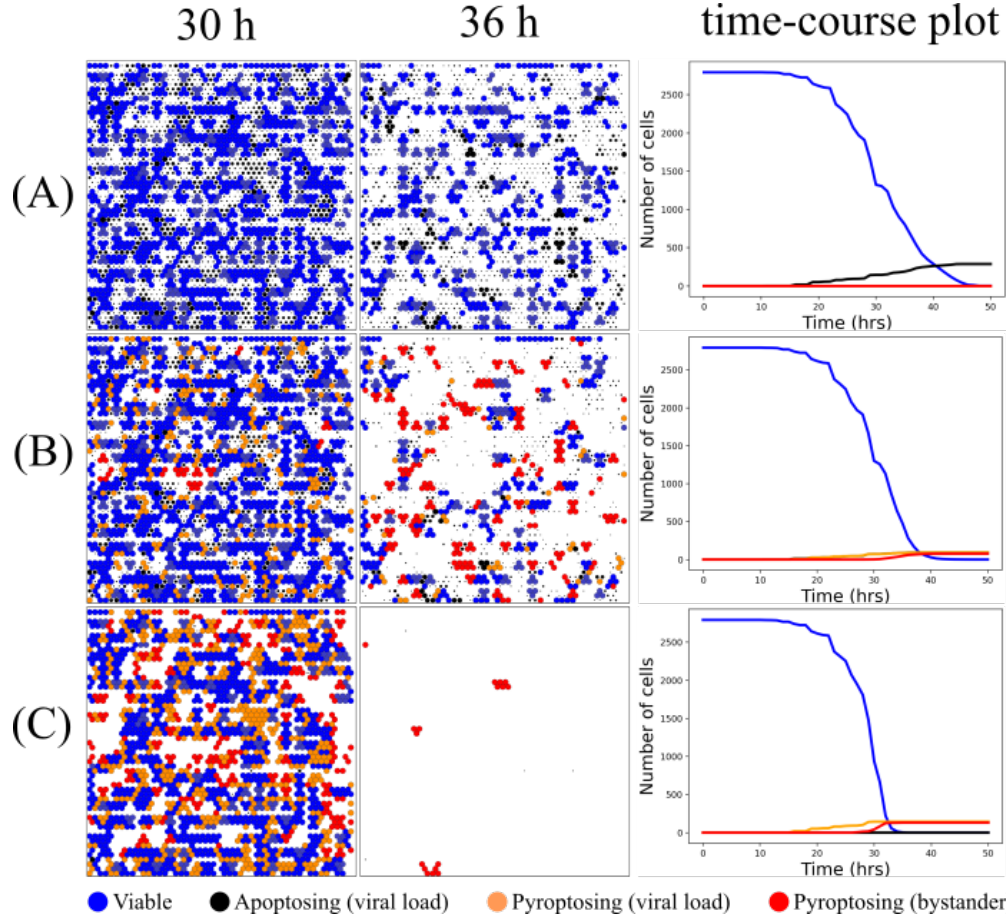 30 h 36 h time-course plot
(A)
Number of cells
2500
2000
1500
1000
500
0
0 10 20 30 40 50
Time (hrs)
(B)
Number of cells
2500
2000
1500
1000
500
0
0 10 20 30 40 50
Time (hrs)
(C)
Number of cells
2500
2000
1500
1000
500
0
0 10 20 30 40 50
Time (hrs)
Viable Apoptosing (viral load) Pyroptosing (viral load) Pyroptosing (bystander